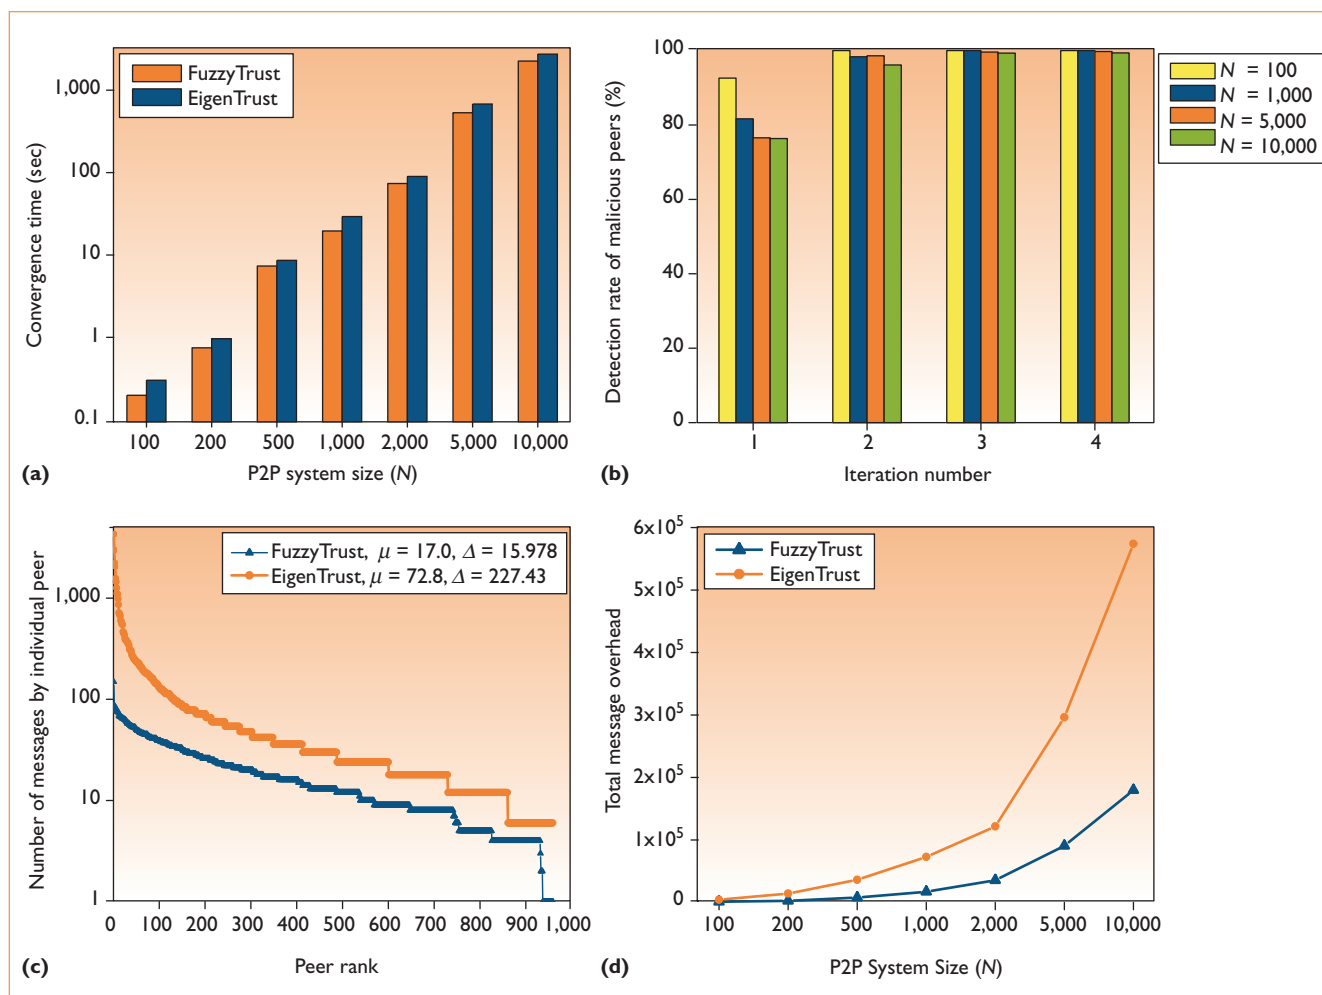 FuzzyTrust
EigenTrust
1,000
100
10
1
0.1
Convergence time (sec)
100 200 500 1,000 2,000 5,000 10,000
P2P system size (N)
(a)
100
80
60
40
20
0
Detection rate of malicious peers (%)
N = 100
N = 1,000
N = 5,000
N = 10,000
1 2 3 4
Iteration number
(b)
FuzzyTrust, μ = 17.0, Δ = 15.978
EigenTrust, μ = 72.8, Δ = 227.43
1,000
100
10
1
Number of messages by individual peer
0 100 200 300 400 500 600 700 800 900 1,000
Peer rank
(c)
FuzzyTrust
EigenTrust
6x10⁵
5x10⁵
4x10⁵
3x10⁵
2x10⁵
1x10⁵
0
Total message overhead
100 200 500 1,000 2,000 5,000 10,000
P2P System Size (N)
(d)